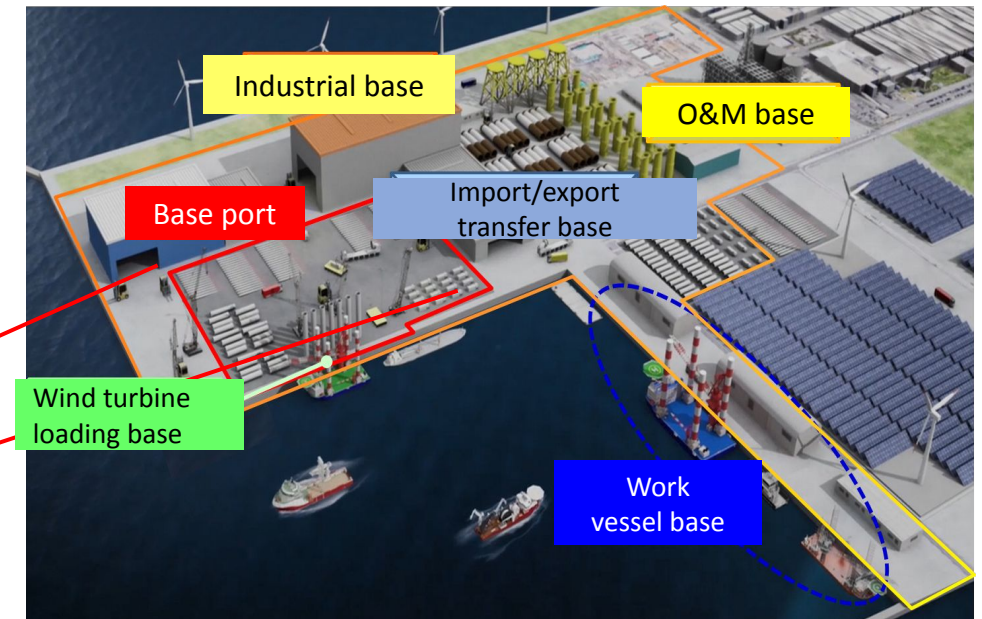 Industrial base
O&M base
Import/export
transfer base
Base port
Wind turbine
loading base
Work
vessel base